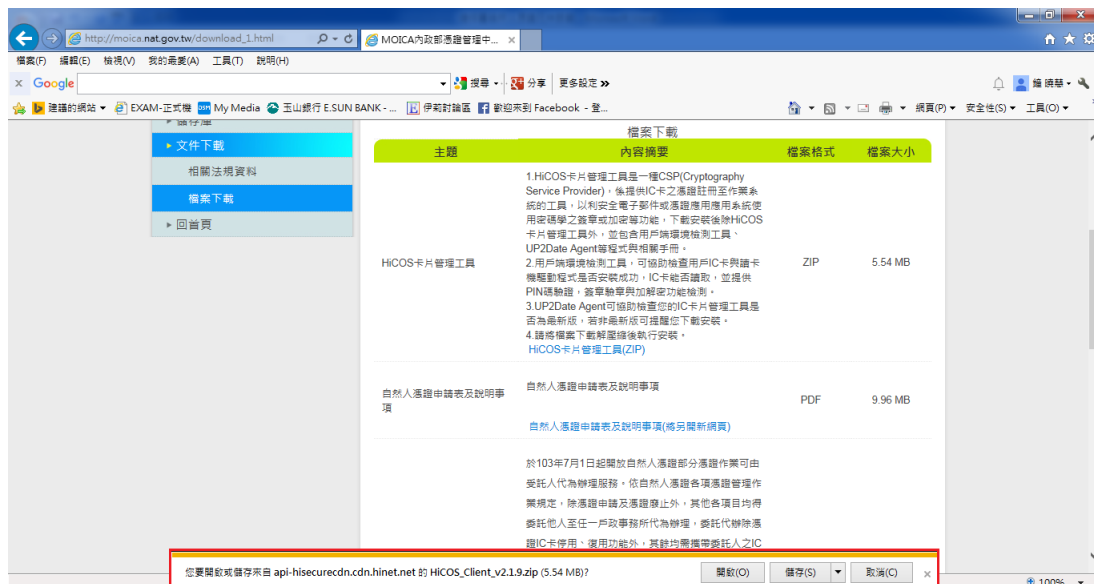 http://moica.nat.gov.tw/download_1.html
MOICA內政部憑證管理中...
檔案(F) 編輯(E) 檢視(V) 我的最愛(A) 工具(T) 說明(H)
x Google 搜尋 分享 更多設定 »
建議的網站 EXAM-正式機 My Media 玉山銀行 E.SUN BANK - ... 伊莉討論區 歡迎來到 Facebook - 登... 網頁(P) 安全性(S) 工具(O)
儲存庫
文件下載
相關法規資料
檔案下載
回首頁
檔案下載
主題 內容摘要 檔案格式 檔案大小
1.HiCOS卡片管理工具是一種CSP(Cryptography
Service Provider)，係提供IC卡之憑證註冊至作業系
統的工具，以利安全電子郵件或憑證應用應用系統使
用密碼學之簽章或加密等功能，下載安裝後除HiCOS
卡片管理工具外，並包含用戶端環境檢測工具、
UP2Date Agent等程式與相關手冊。
HiCOS卡片管理工具 2.用戶端環境檢測工具，可協助檢查用戶IC卡與讀卡 ZIP 5.54 MB
機驅動程式是否安裝成功，IC卡能否讀取，並提供
PIN碼驗證，簽章驗章與加解密功能檢測。
3.UP2Date Agent可協助檢查您的IC卡片管理工具是
否為最新版，若非最新版可提醒您下載安裝。
4.請將檔案下載解壓縮後執行安裝。
HiCOS卡片管理工具(ZIP)
自然人憑證申請表及說明事
項
自然人憑證申請表及說明事項
PDF 9.96 MB
自然人憑證申請表及說明事項(將另開新網頁)
於103年7月1日起開放自然人憑證部分憑證作業可由
受託人代為辦理服務。依自然人憑證各項憑證管理作
業規定，除憑證申請及憑證廢止外，其他各項目均得
委託他人至任一戶政事務所代為辦理，委託代辦除憑
證IC卡停用、復用功能外，其餘均需攜帶委託人之IC
您要開啟或儲存來自 api-hisecurecdn.cdn.hinet.net 的 HiCOS_Client_v2.1.9.zip (5.54 MB)?
開啟(O) 儲存(S) 取消(C) ×
100%